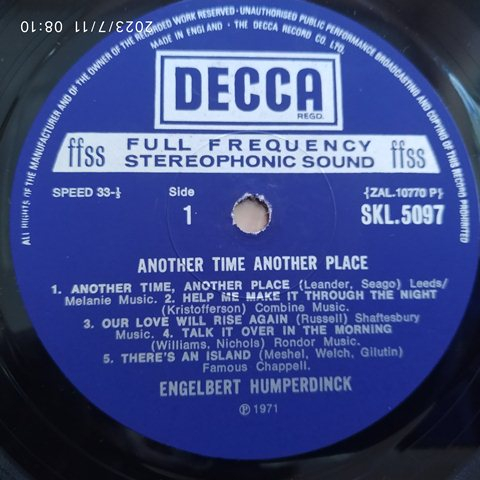 2023/7/11 08:10
ALL RIGHTS OF THE MANUFACTURER AND OF THE OWNER OF THE RECORDED WORK RESERVED · UNAUTHORISED PUBLIC PERFORMANCE BROADCASTING AND COPYING OF THIS RECORD PROHIBITED
MADE IN ENGLAND · THE DECCA RECORD CO. LTD.
DECCA
REGD.
ffss FULL FREQUENCY STEREOPHONIC SOUND ffss
SPEED 33-⅓ Side 1 (ZAL.10770 P)
SKL.5097
ANOTHER TIME ANOTHER PLACE
1. ANOTHER TIME, ANOTHER PLACE (Leander, Seago) Leeds/
Melanie Music. 2. HELP ME MAKE IT THROUGH THE NIGHT
(Kristofferson) Combine Music.
3. OUR LOVE WILL RISE AGAIN (Russell) Shaftesbury
Music. 4. TALK IT OVER IN THE MORNING
(Williams, Nichols) Rondor Music.
5. THERE'S AN ISLAND (Meshel, Welch, Gilutin)
Famous Chappell.
ENGELBERT HUMPERDINCK
℗ 1971